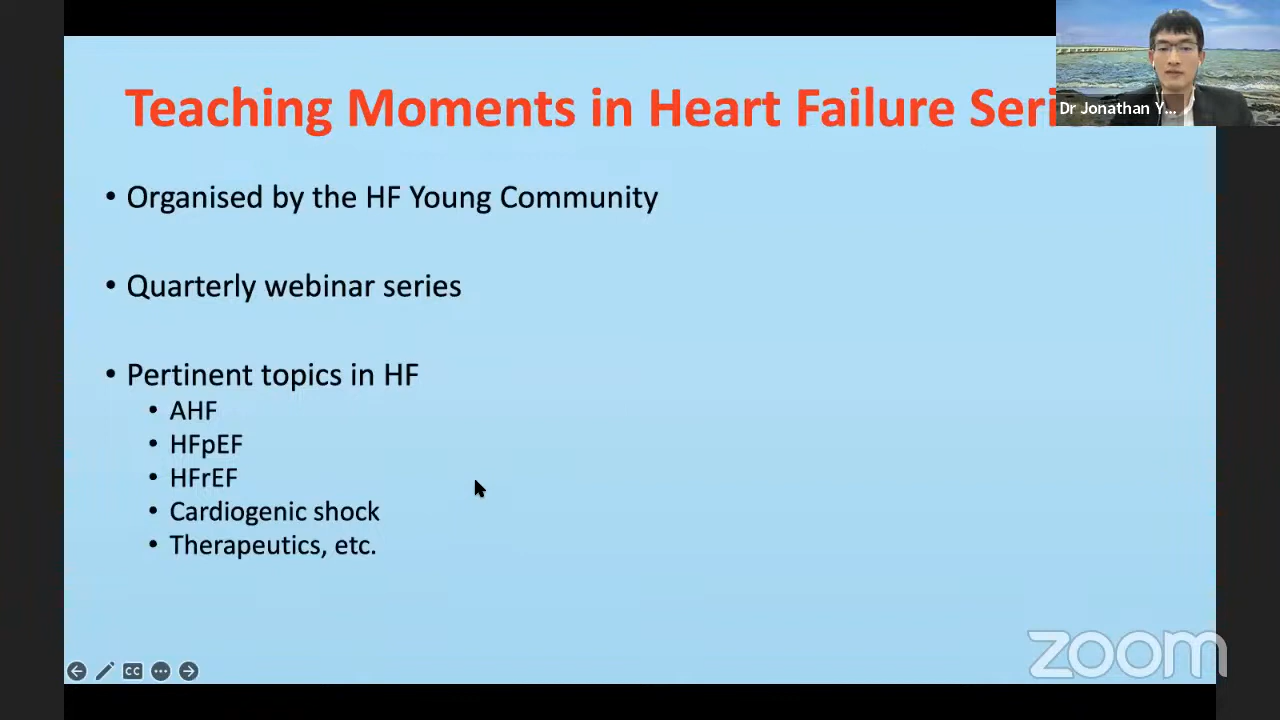 Teaching Moments in Heart Failure
Dr Jonathan Y...
• Organised by the HF Young Community
• Quarterly webinar series
• Pertinent topics in HF
• AHF
• HFpEF
• HFrEF
• Cardiogenic shock
• Therapeutics, etc.
CC
zoom